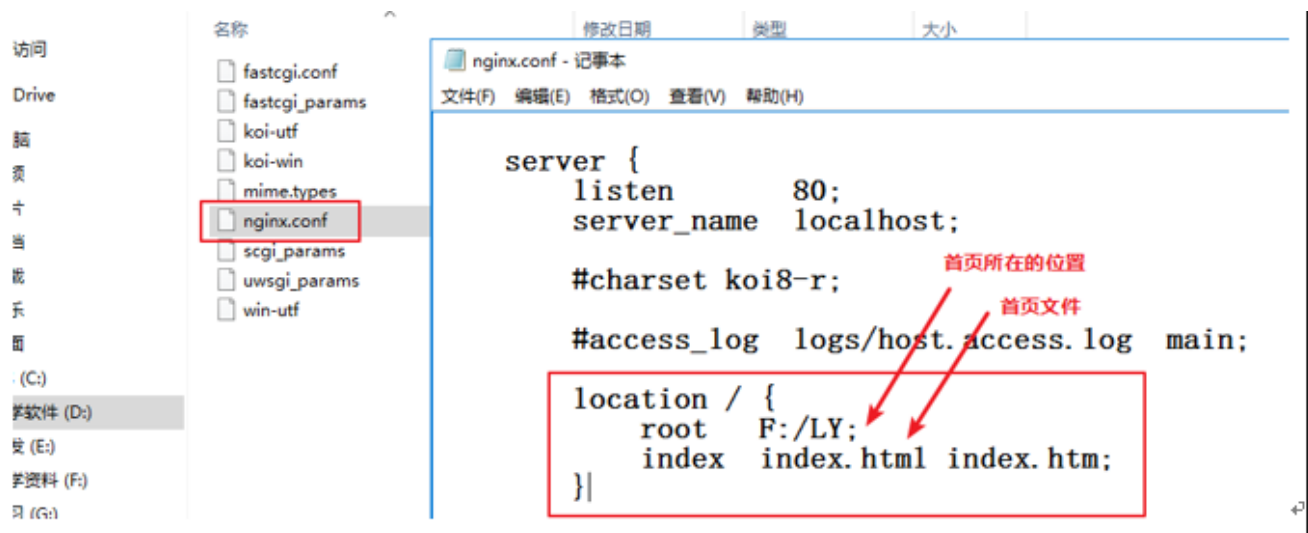 名称
修改日期
类型
大小
访问
Drive
脑
fastcgi.conf
fastcgi_params
koi-utf
koi-win
mime.types
nginx.conf
scgi_params
uwsgi_params
win-utf
(C:)
学软件 (D:)
(E:)
学资料 (F:)
(G:)
nginx.conf - 记事本
文件(F) 编辑(E) 格式(O) 查看(V) 帮助(H)
server {
listen 80;
server_name localhost;
首页所在的位置
#charset koi8-r;
首页文件
#access_log logs/host.access.log main;
location / {
root F:/LY;
index index.html index.htm;
}